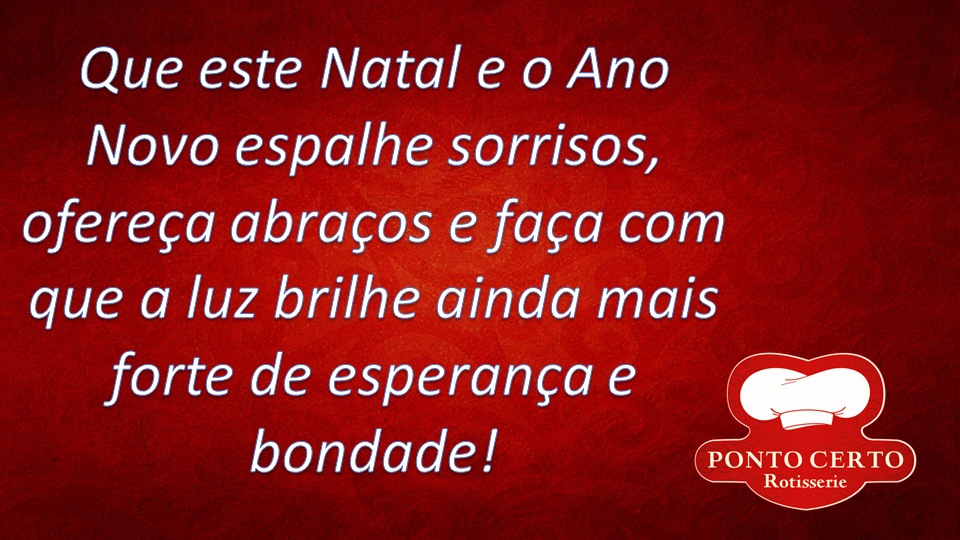 Que este Natal e o Ano
Novo espalhe sorrisos,
ofereça abraços e faça com
que a luz brilhe ainda mais
forte de esperança e
bondade!
PONTO CERTO
Rotisserie